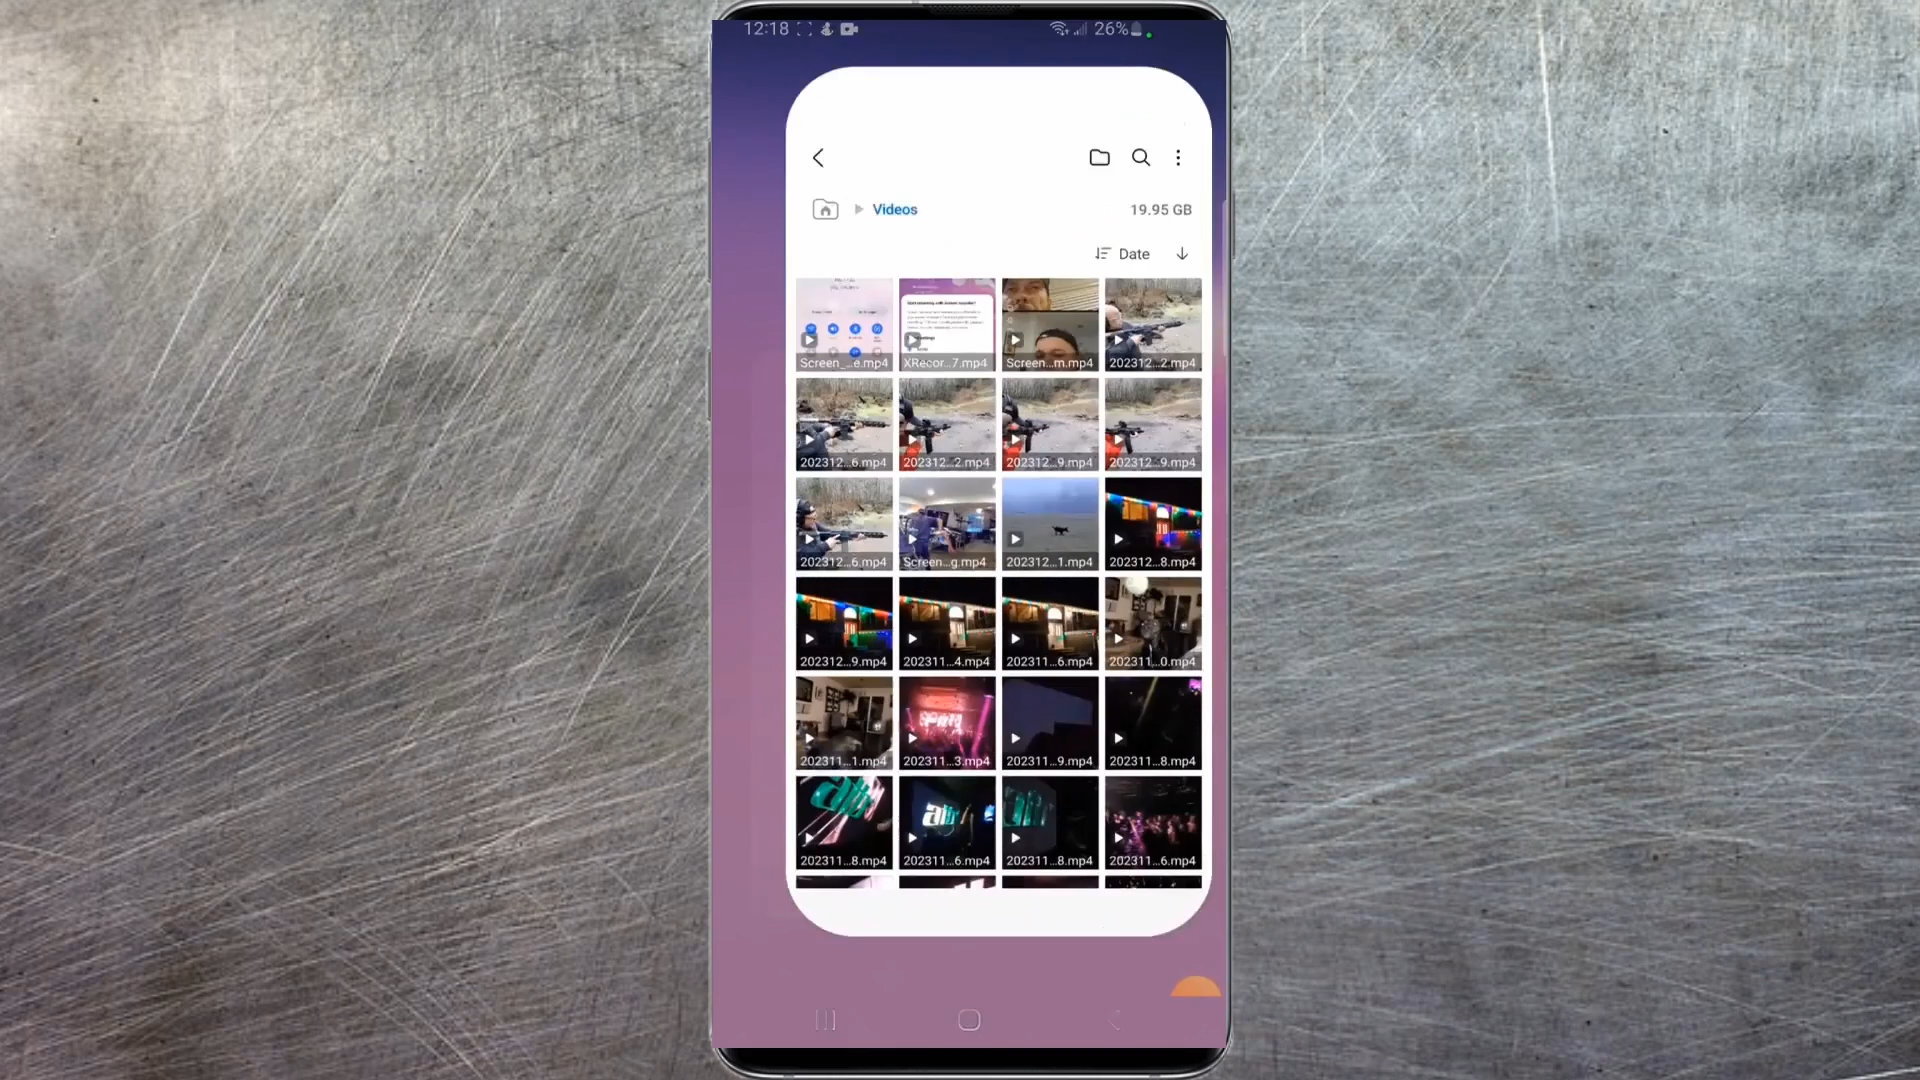 12:18 26%
Videos 19.95 GB
Date
Screen_...e.mp4 XRecor...7.mp4 Screen...m.mp4 202312...2.mp4
202312...6.mp4 202312...2.mp4 202312...9.mp4 202312...9.mp4
202312...6.mp4 Screen...g.mp4 202312...1.mp4 202312...8.mp4
202312...9.mp4 202311...4.mp4 202311...6.mp4 202311...0.mp4
202311...1.mp4 202311...3.mp4 202311...9.mp4 202311...8.mp4
202311...8.mp4 202311...6.mp4 202311...8.mp4 202311...6.mp4